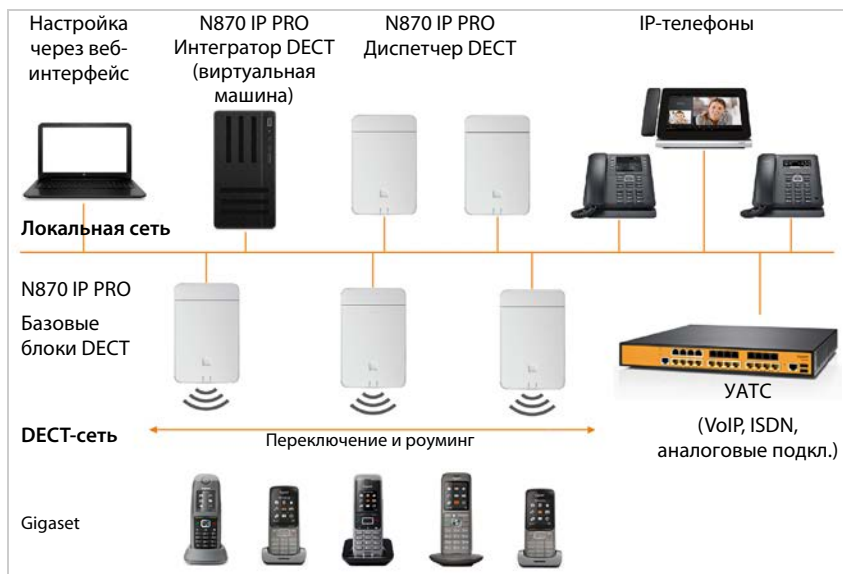 Настройка
через веб-
интерфейс
N870 IP PRO
Интегратор DECT
(виртуальная
машина)
N870 IP PRO
Диспетчер DECT
IP-телефоны
Локальная сеть
N870 IP PRO
Базовые
блоки DECT
УАТС
(VoIP, ISDN,
аналоговые подкл.)
DECT-сеть
Переключение и роуминг
Gigaset